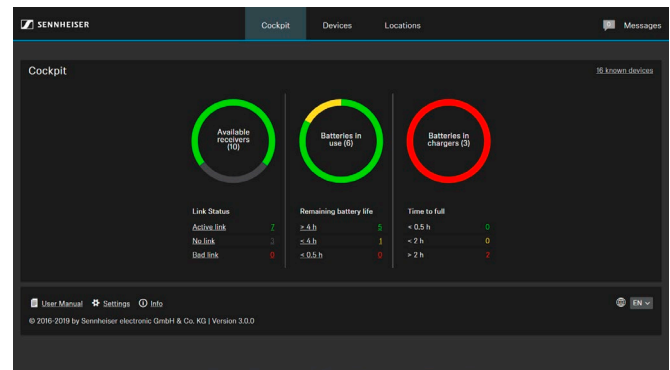 SENNHEISER Cockpit Devices Locations 0 Messages
Cockpit 16 known devices
Available
receivers
(10)
Batteries in
use (6)
Batteries in
chargers (3)
Link Status Remaining battery life Time to full
Active link 7 > 4 h 5 < 0.5 h 0
No link 3 < 4 h 1 < 2 h 0
Bad link 0 < 0.5 h 0 > 2 h 2
User Manual Settings Info EN
© 2016-2019 by Sennheiser electronic GmbH & Co. KG | Version 3.0.0